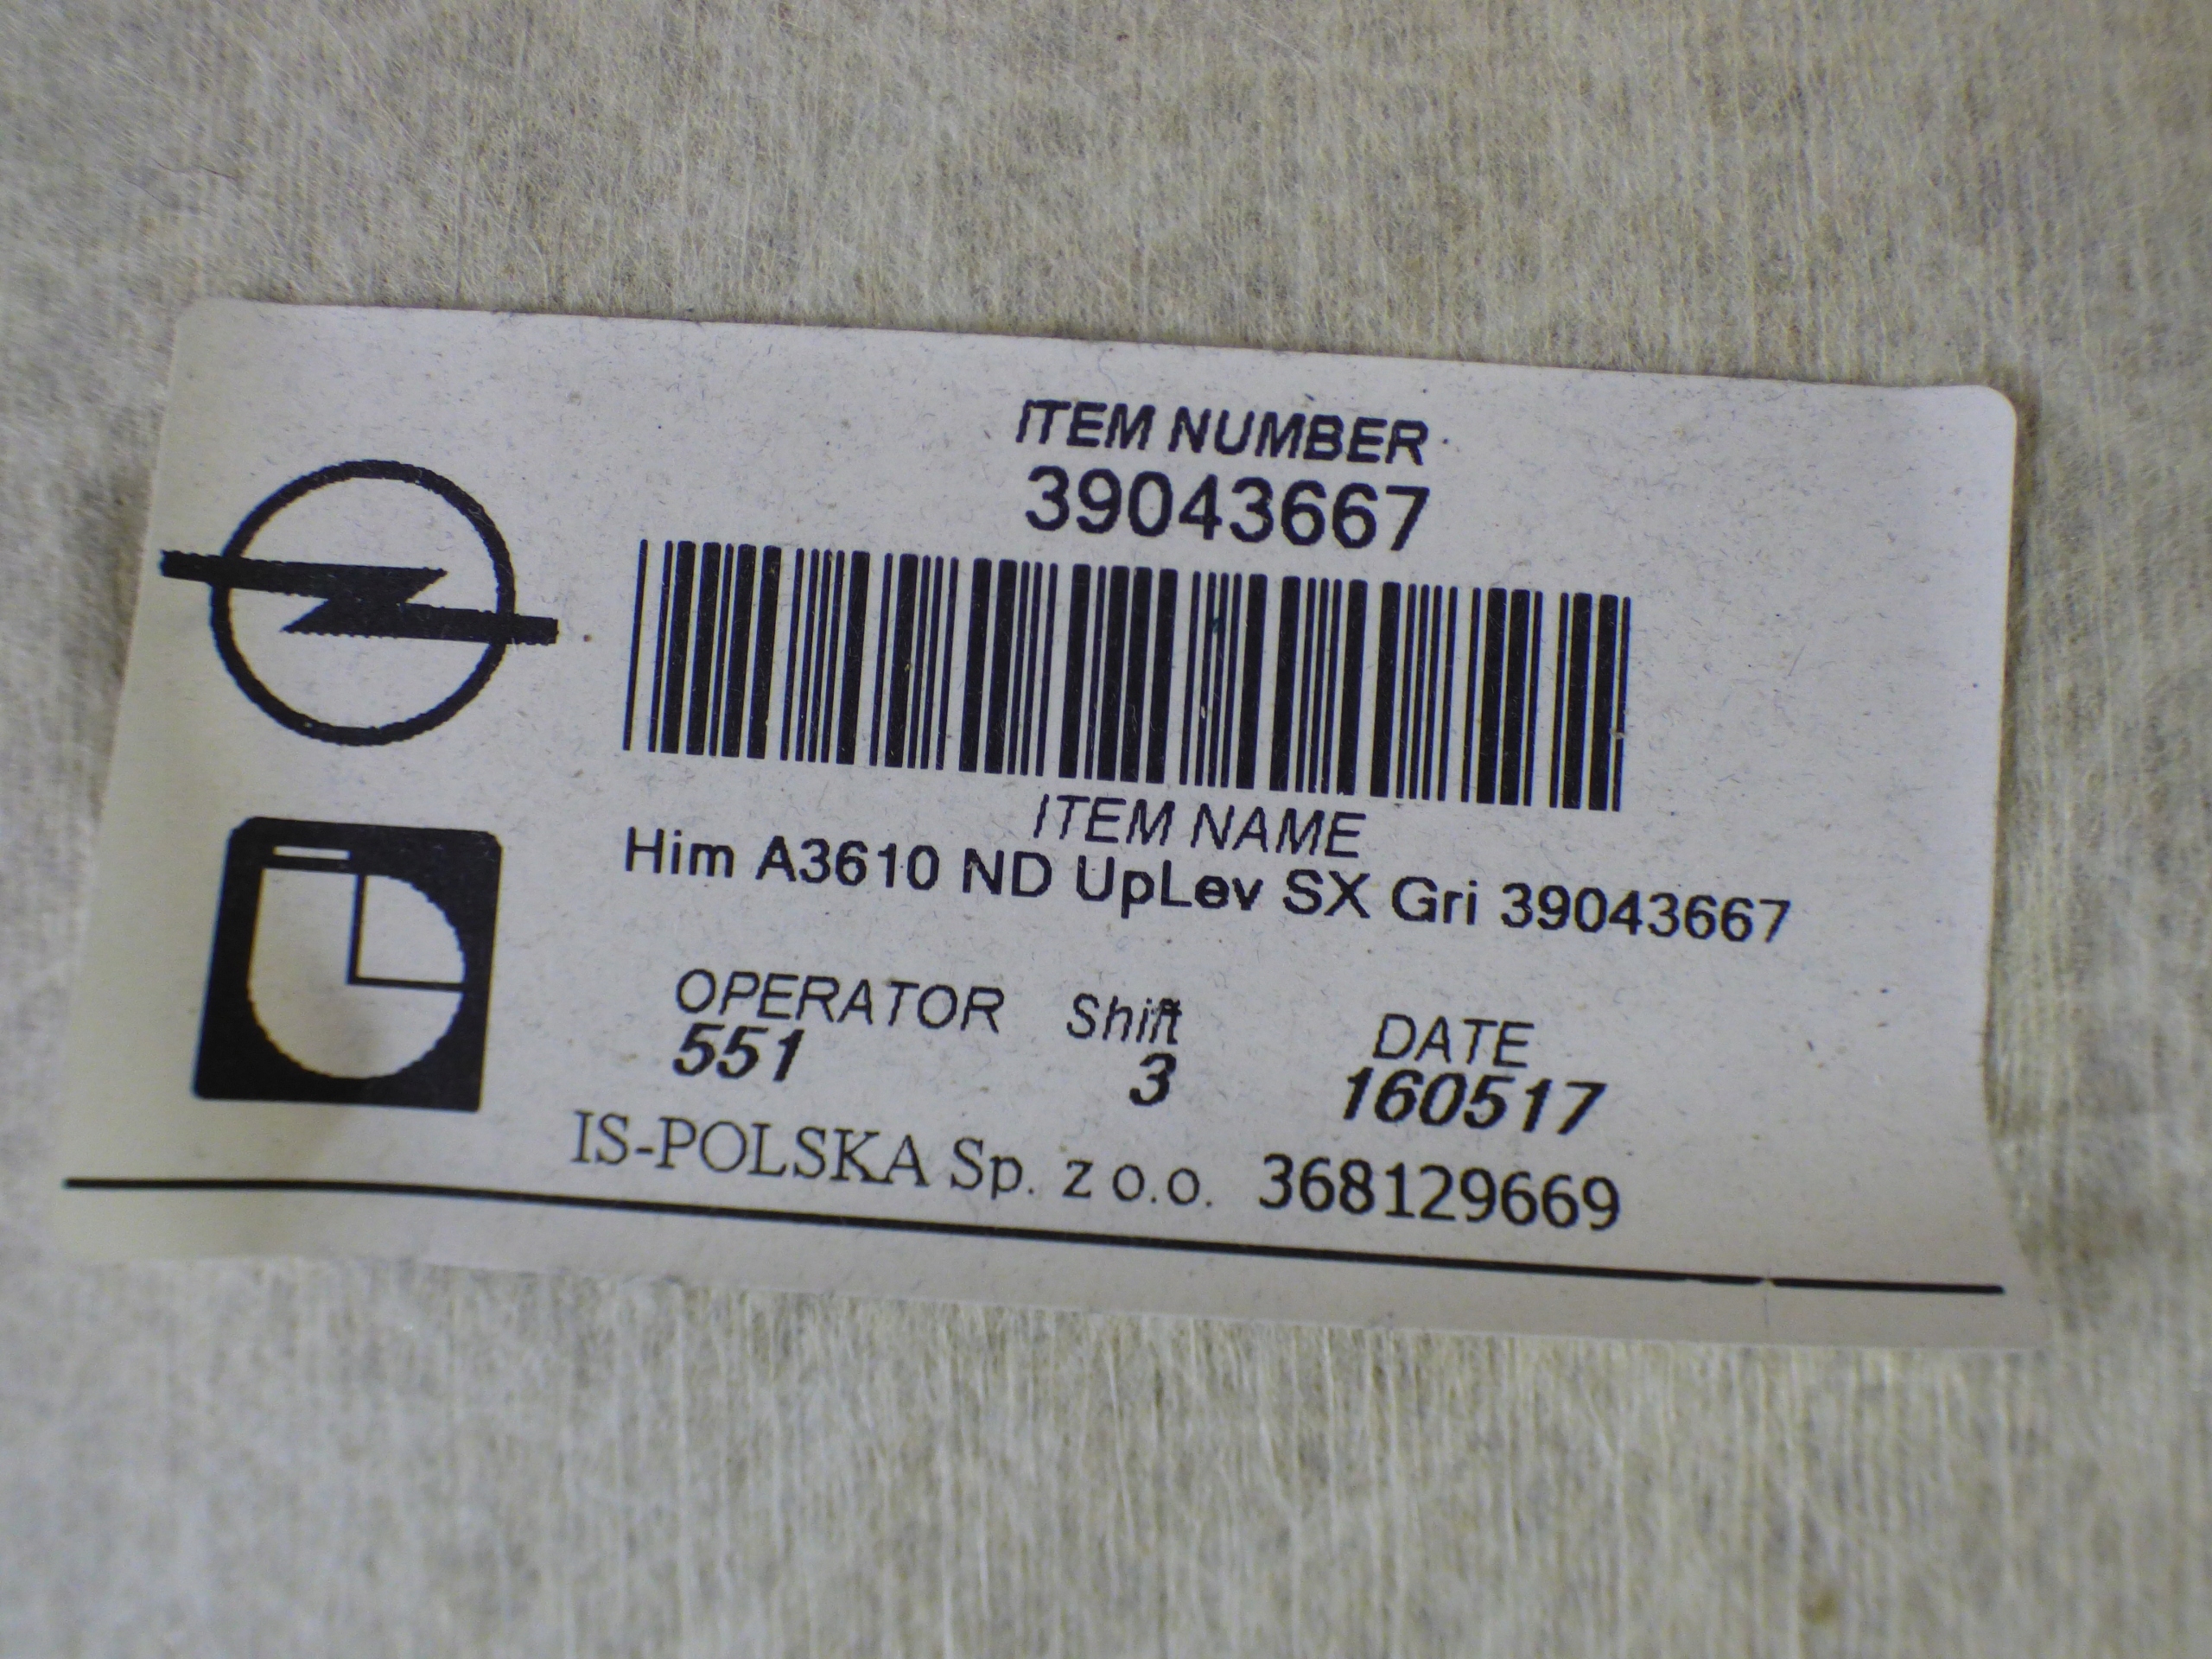 ITEM NUMBER
39043667
ITEM NAME
Him A3610 ND UpLev SX Gri 39043667
OPERATOR Shift DATE
551 3 160517
IS-POLSKA Sp. z o.o. 368129669